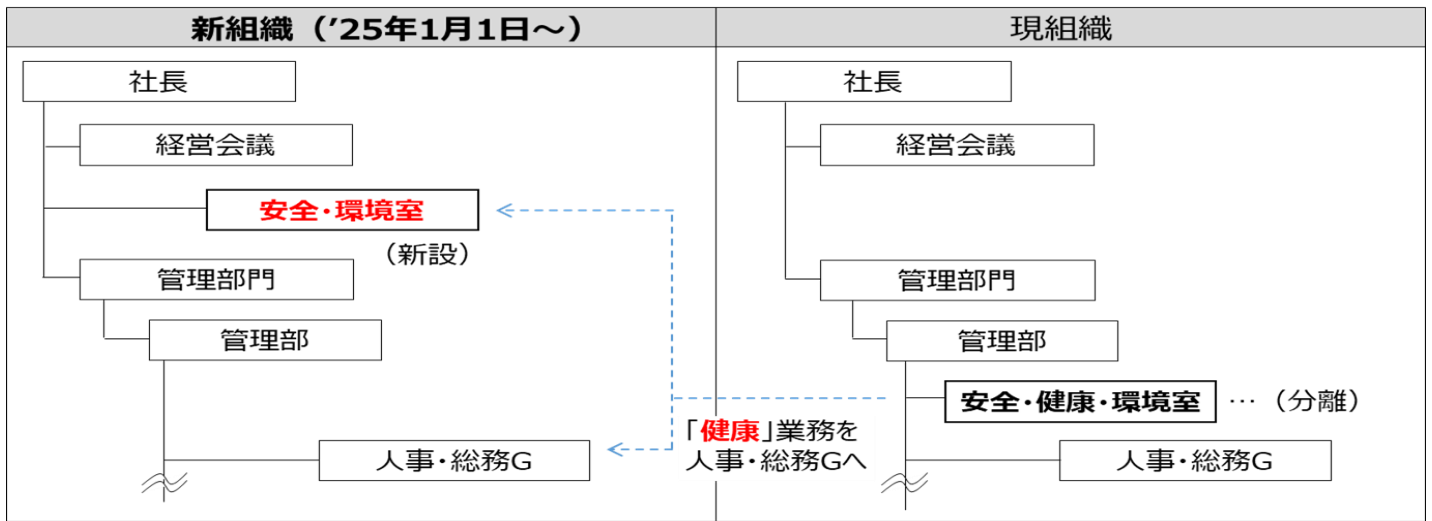 新組織（’25年1月1日～）
社長
経営会議
安全・環境室
（新設）
管理部門
管理部
人事・総務G
「健康」業務を
人事・総務Gへ
現組織
社長
経営会議
管理部門
管理部
安全・健康・環境室 …（分離）
人事・総務G